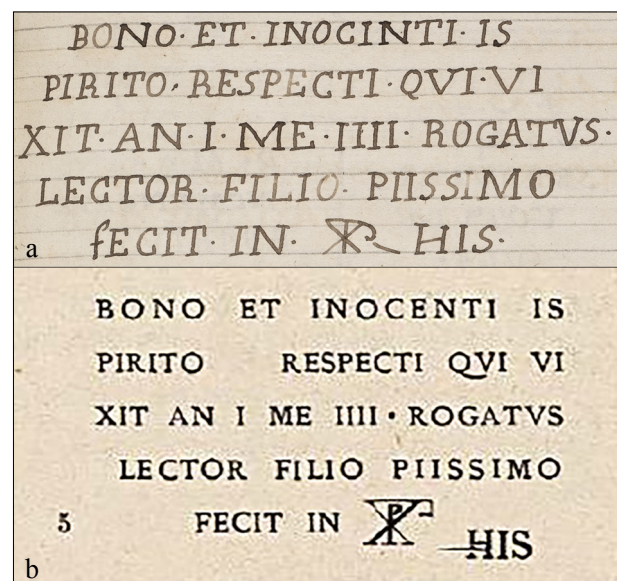 BONO·ET·INOCINTI·IS
PIRITO·RESPECTI·QVI·VI
XIT·AN·I·ME·IIII·ROGATVS·
LECTOR·FILIO·PIISSIMO
fECIT·IN·☧HIS·
a
BONO ET INOCENTI IS
PIRITO RESPECTI QVI VI
XIT AN I ME IIII•ROGATVS
LECTOR FILIO PIISSIMO
5 FECIT IN ☧ HIS
b